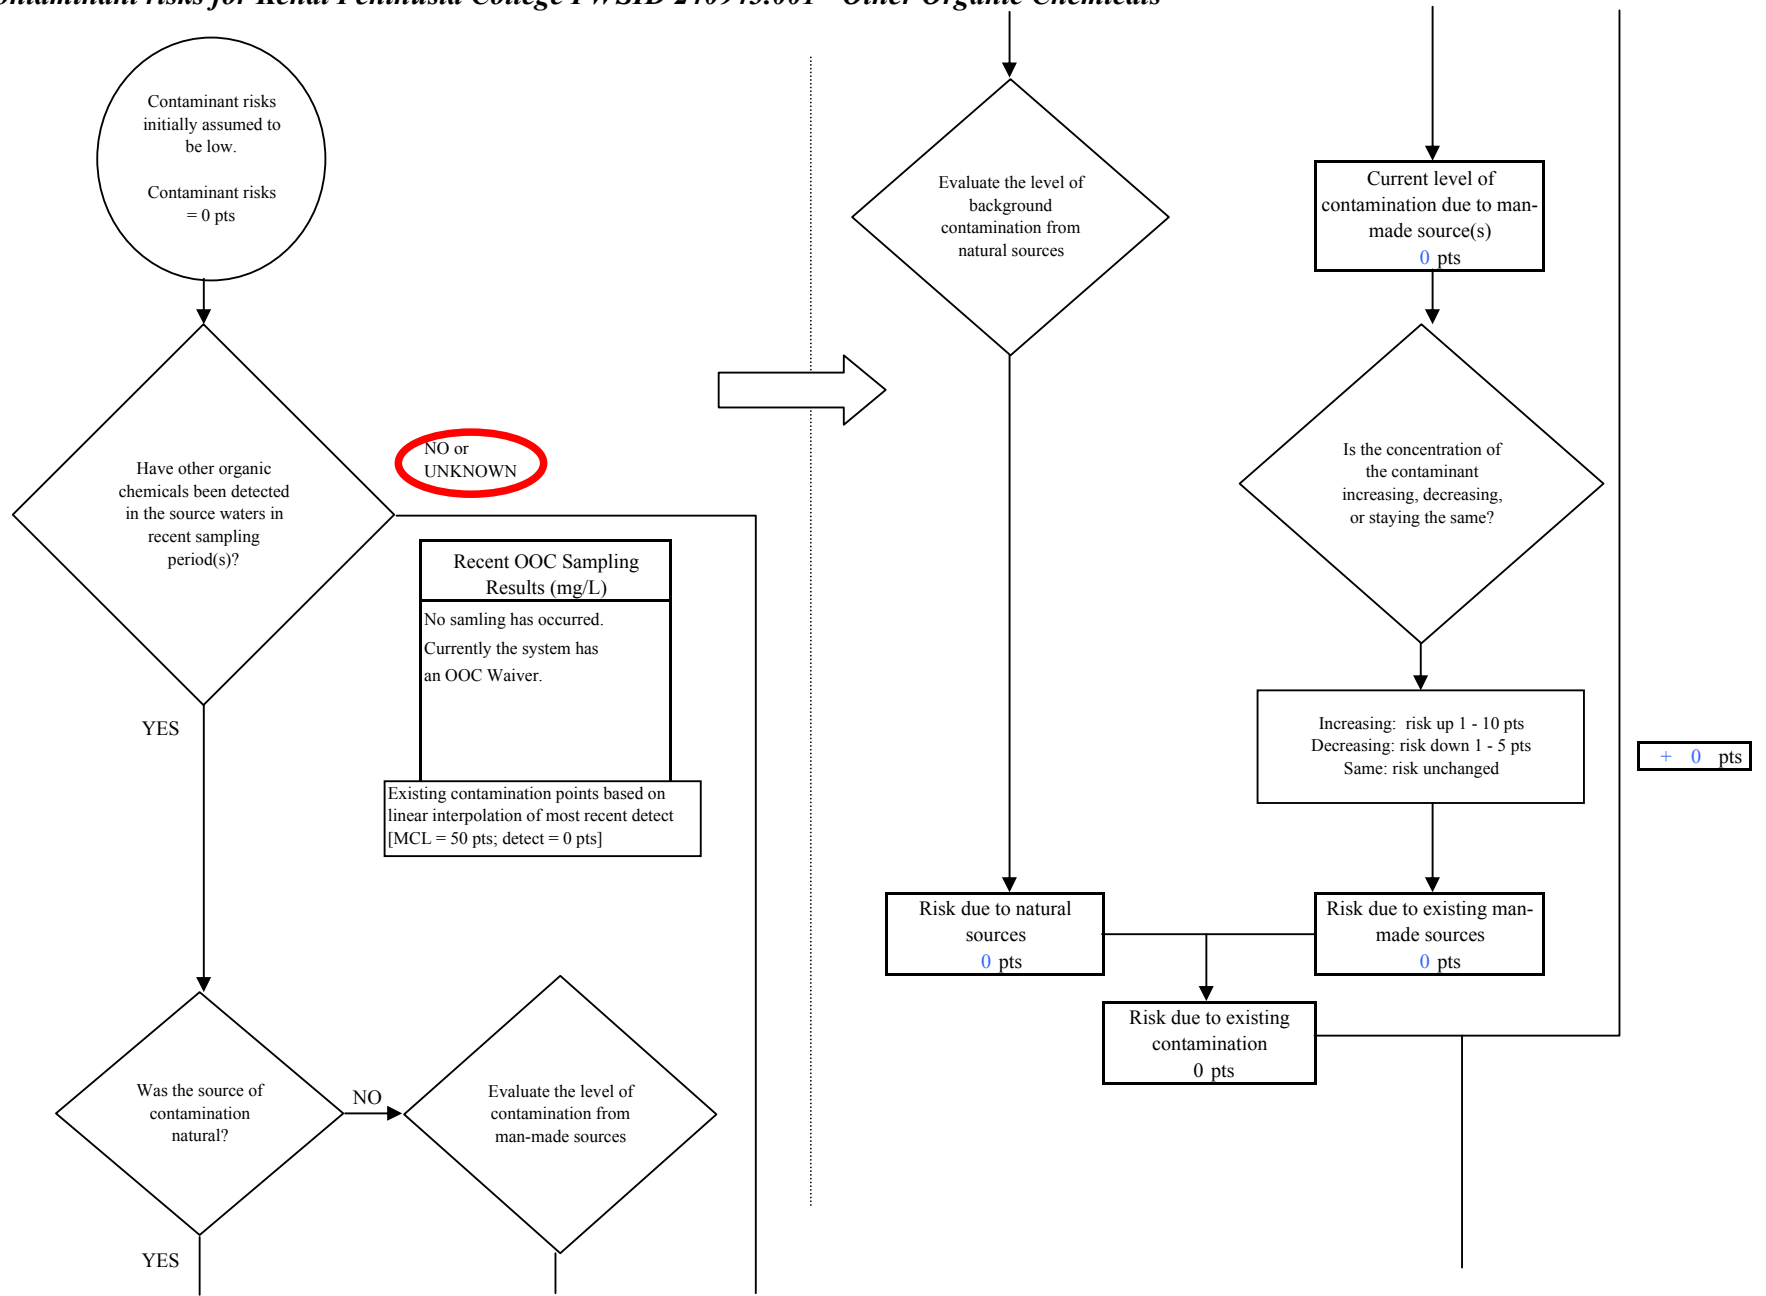 Contaminant risks
initially assumed to
be low.
Contaminant risks
= 0 pts
Have other organic
chemicals been detected
in the source waters in
recent sampling
period(s)?
NO or
UNKNOWN
Recent OOC Sampling
Results (mg/L)
No samling has occurred.
Currently the system has
an OOC Waiver.
YES
Existing contamination points based on
linear interpolation of most recent detect
[MCL = 50 pts; detect = 0 pts]
Was the source of
contamination
natural?
NO
Evaluate the level of
contamination from
man-made sources
YES
Evaluate the level of
background
contamination from
natural sources
Current level of
contamination due to man-
made source(s)
0 pts
Is the concentration of
the contaminant
increasing, decreasing,
or staying the same?
Increasing: risk up 1 - 10 pts
Decreasing: risk down 1 - 5 pts
Same: risk unchanged
+ 0 pts
Risk due to natural
sources
0 pts
Risk due to existing man-
made sources
0 pts
Risk due to existing
contamination
0 pts